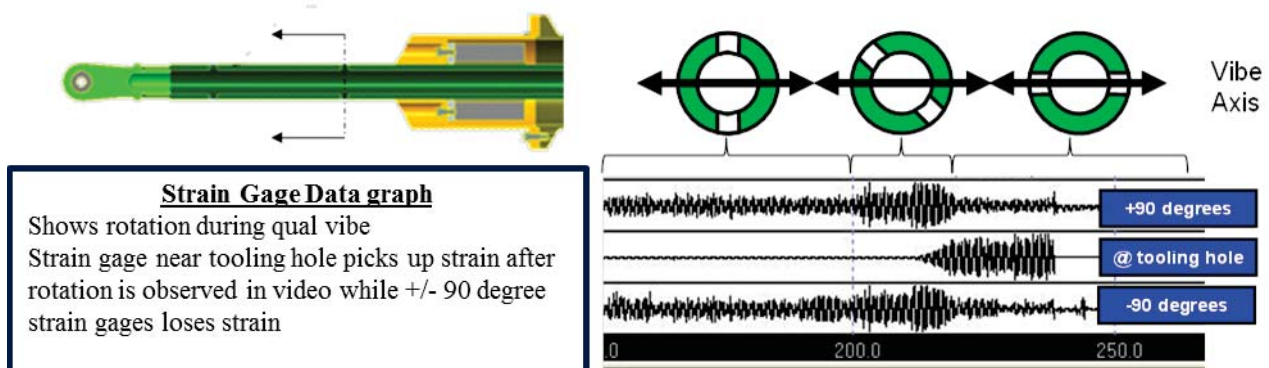 Vibe
Axis
Strain Gage Data graph
Shows rotation during qual vibe
Strain gage near tooling hole picks up strain after
rotation is observed in video while +/- 90 degree
strain gages loses strain
+90 degrees
@ tooling hole
-90 degrees
.0 200.0 250.0